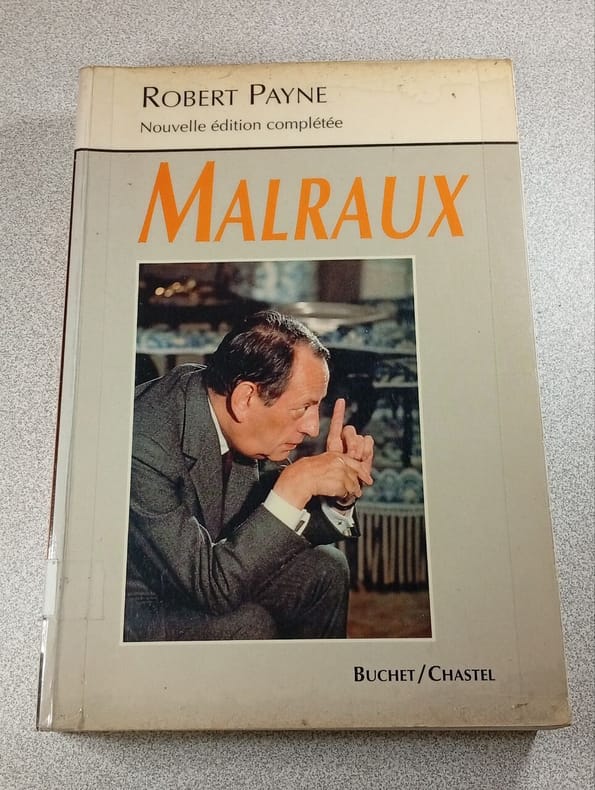 ROBERT PAYNE
Nouvelle édition complétée
MALRAUX
BUCHET/CHASTEL